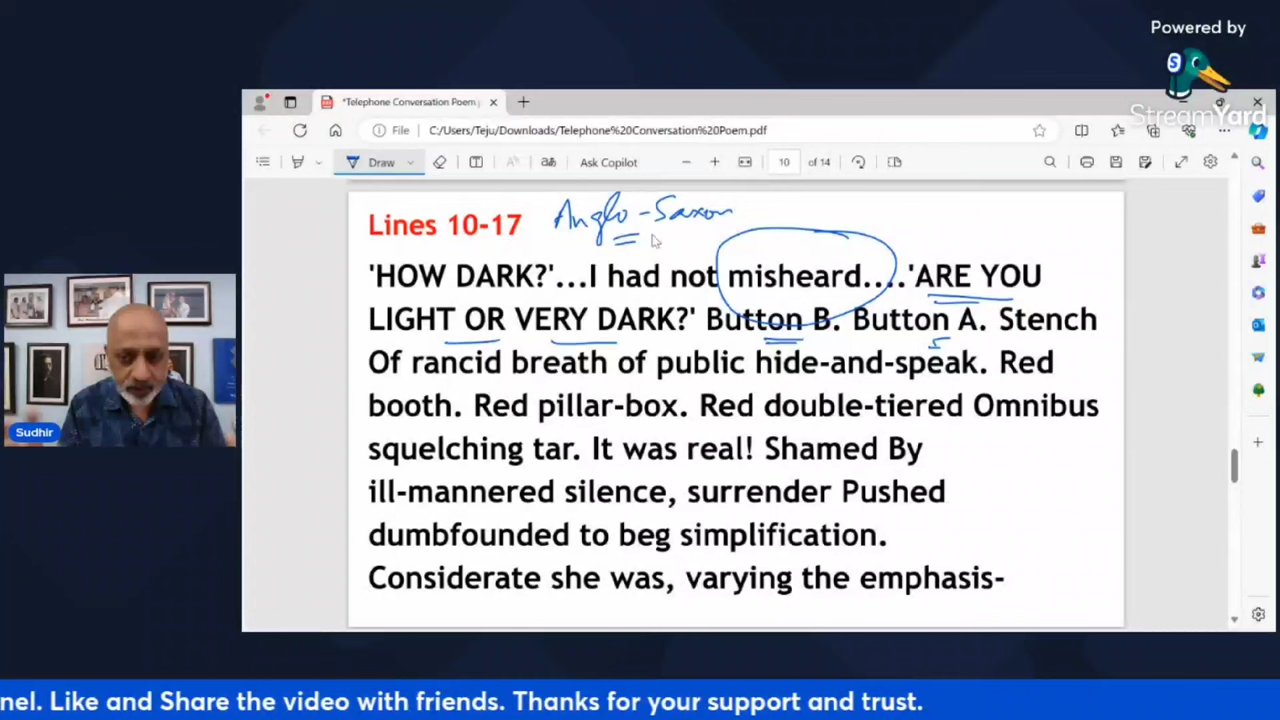 Powered by
StreamYard
*Telephone Conversation Poem.p
File
C:/Users/Teju/Downloads/Telephone%20Conversation%20Poem.pdf
Draw
Ask Copilot
10
of 14
Lines 10-17
Anglo-Saxon
'HOW DARK?'...I had not misheard....'ARE YOU
LIGHT OR VERY DARK?' Button B. Button A. Stench
Of rancid breath of public hide-and-speak. Red
booth. Red pillar-box. Red double-tiered Omnibus
squelching tar. It was real! Shamed By
ill-mannered silence, surrender Pushed
dumbfounded to beg simplification.
Considerate she was, varying the emphasis-
Sudhir
nel. Like and Share the video with friends. Thanks for your support and trust.